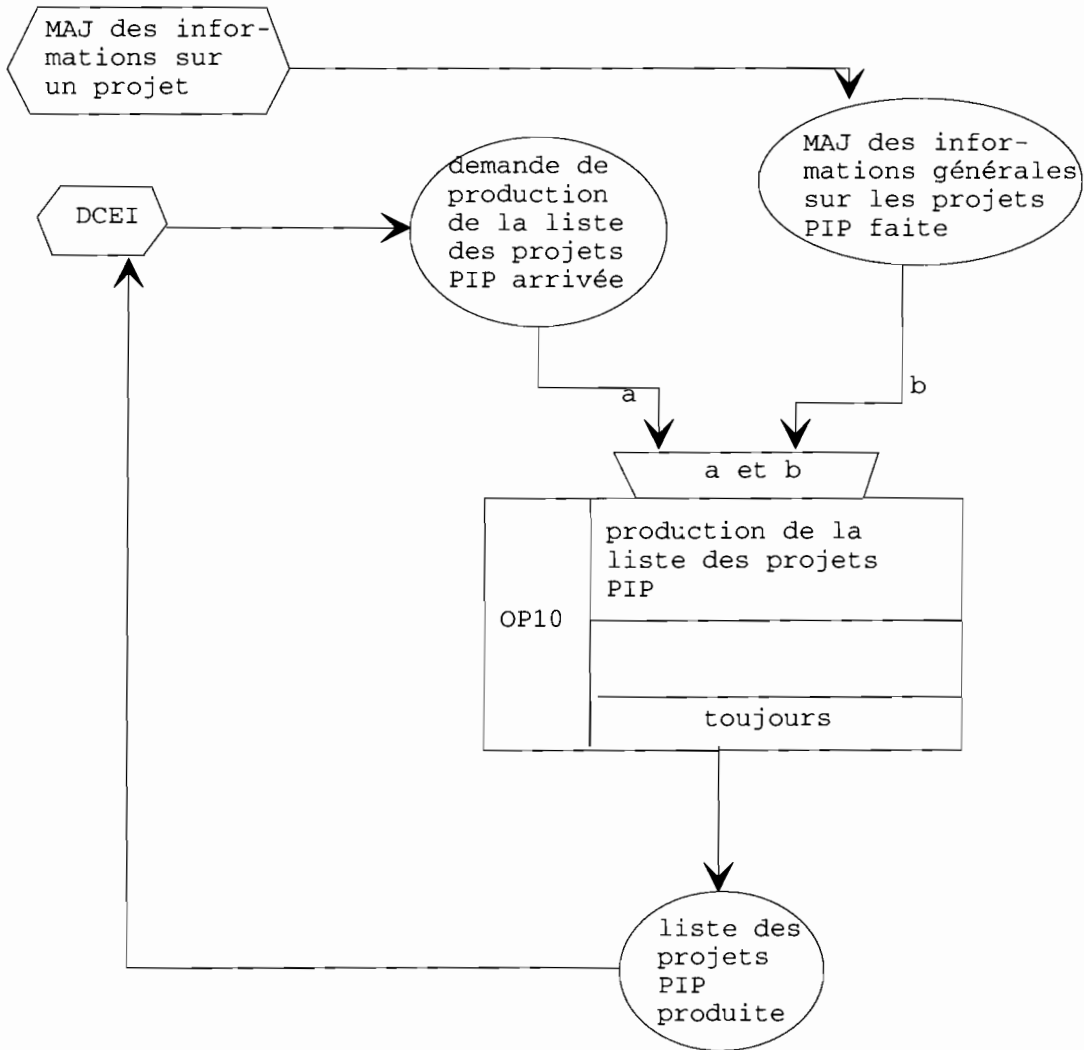 MAJ des infor-
mations sur
un projet
MAJ des infor-
mations générales
sur les projets
PIP faite
demande de
production
de la liste
des projets
PIP arrivée
DCEI
a
b
a et b
production de la
liste des projets
PIP
OP10
toujours
liste des
projets
PIP
produite